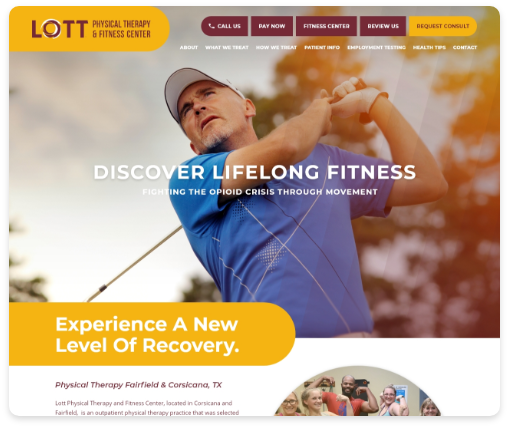 LOTT PHYSICAL THERAPY
& FITNESS CENTER
CALL US
PAY NOW
FITNESS CENTER
REVIEW US
REQUEST CONSULT
ABOUT WHAT WE TREAT HOW WE TREAT PATIENT INFO EMPLOYMENT TESTING HEALTH TIPS CONTACT
DISCOVER LIFELONG FITNESS
FIGHTING THE OPIOID CRISIS THROUGH MOVEMENT
Experience A New
Level Of Recovery.
Physical Therapy Fairfield & Corsicana, TX
Lott Physical Therapy and Fitness Center, located in Corsicana and
Fairfield, is an outpatient physical therapy practice that was selected